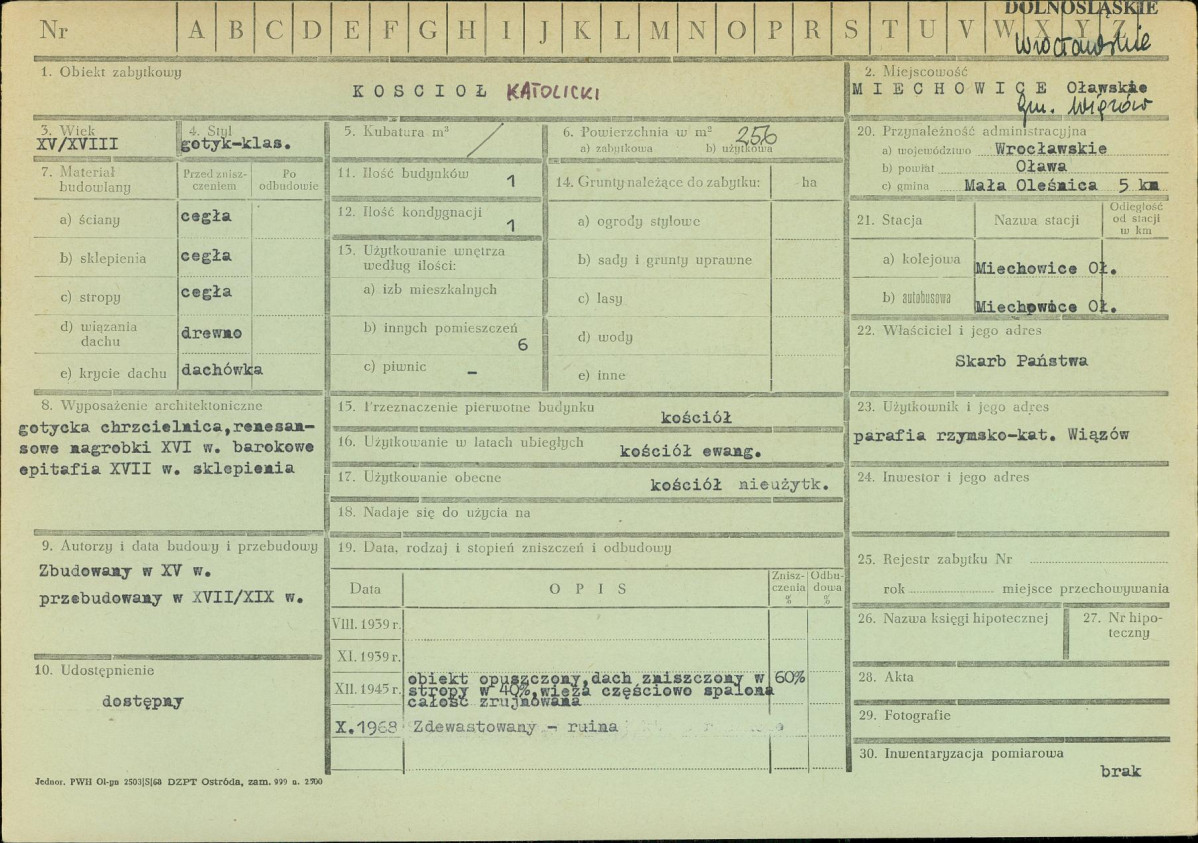 DOLNOŚLĄSKIE
Nr A B C D E F G H I J K L M N O P R S T U V W X Y Z
Wrocławskie
1. Obiekt zabytkowy
KOSCIOŁ KATOLICKI
2. Miejscowość
MIECHOWICE Oławskie
gm. Wiązów
3. Wiek
XV/XVIII
4. Styl
gotyk-klas.
5. Kubatura m³
/
6. Powierzchnia w m² 256
a) zabytkowa b) użytkowa
7. Materiał budowlany
Przed znisz-
czeniem
Po
odbudowie
a) ściany cegła
b) sklepienia cegła
c) stropy cegła
d) wiązania
dachu drewno
e) krycie dachu dachówka
11. Ilość budynków 1
12. Ilość kondygnacji 1
13. Użytkowanie wnętrza
według ilości:
a) izb mieszkalnych
b) innych pomieszczeń
6
c) piwnic –
14. Grunty należące do zabytku: ha
a) ogrody stylowe
b) sady i grunty uprawne
c) lasy
d) wody
e) inne
20. Przynależność administracyjna
a) województwo Wrocławskie
b) powiat Oława
c) gmina Mała Oleśnica 5 km
21. Stacja Nazwa stacji
Odległość
od stacji
w km
a) kolejowa Miechowice Oł.
b) autobusowa Miechowice Oł.
22. Właściciel i jego adres
Skarb Państwa
8. Wyposażenie architektoniczne
gotycka chrzcielnica,renesan-
sowe nagrobki XVI w. barokowe
epitafia XVII w. sklepienia
15. Przeznaczenie pierwotne budynku kościół
16. Użytkowanie w latach ubiegłych kościół ewang.
17. Użytkowanie obecne kościół nieużytk.
18. Nadaje się do użycia na
23. Użytkownik i jego adres
parafia rzymsko-kat. Wiązów
24. Inwestor i jego adres
9. Autorzy i data budowy i przebudowy
Zbudowany w XV w.
przebudowany w XVII/XIX w.
10. Udostępnienie
dostępny
19. Data, rodzaj i stopień zniszczeń i odbudowy
Data OPIS
Znisz-
czenia
%
Odbu-
dowa
%
VIII. 1939 r.
XI. 1939 r.
XII. 1945 r. obiekt opuszczony,dach zniszczony w 60%
stropy w 40%,wieża częściowo spalona
całość zrujnowana
X.1968 Zdewastowany – ruina
25. Rejestr zabytku Nr
rok miejsce przechowywania
26. Nazwa księgi hipotecznej
27. Nr hipo-
teczny
28. Akta
29. Fotografie
30. Inwentaryzacja pomiarowa
brak
Jednor. PWH Ol-yn 2503|S|68 DZPT Ostróda, zam. 999 n. 2500